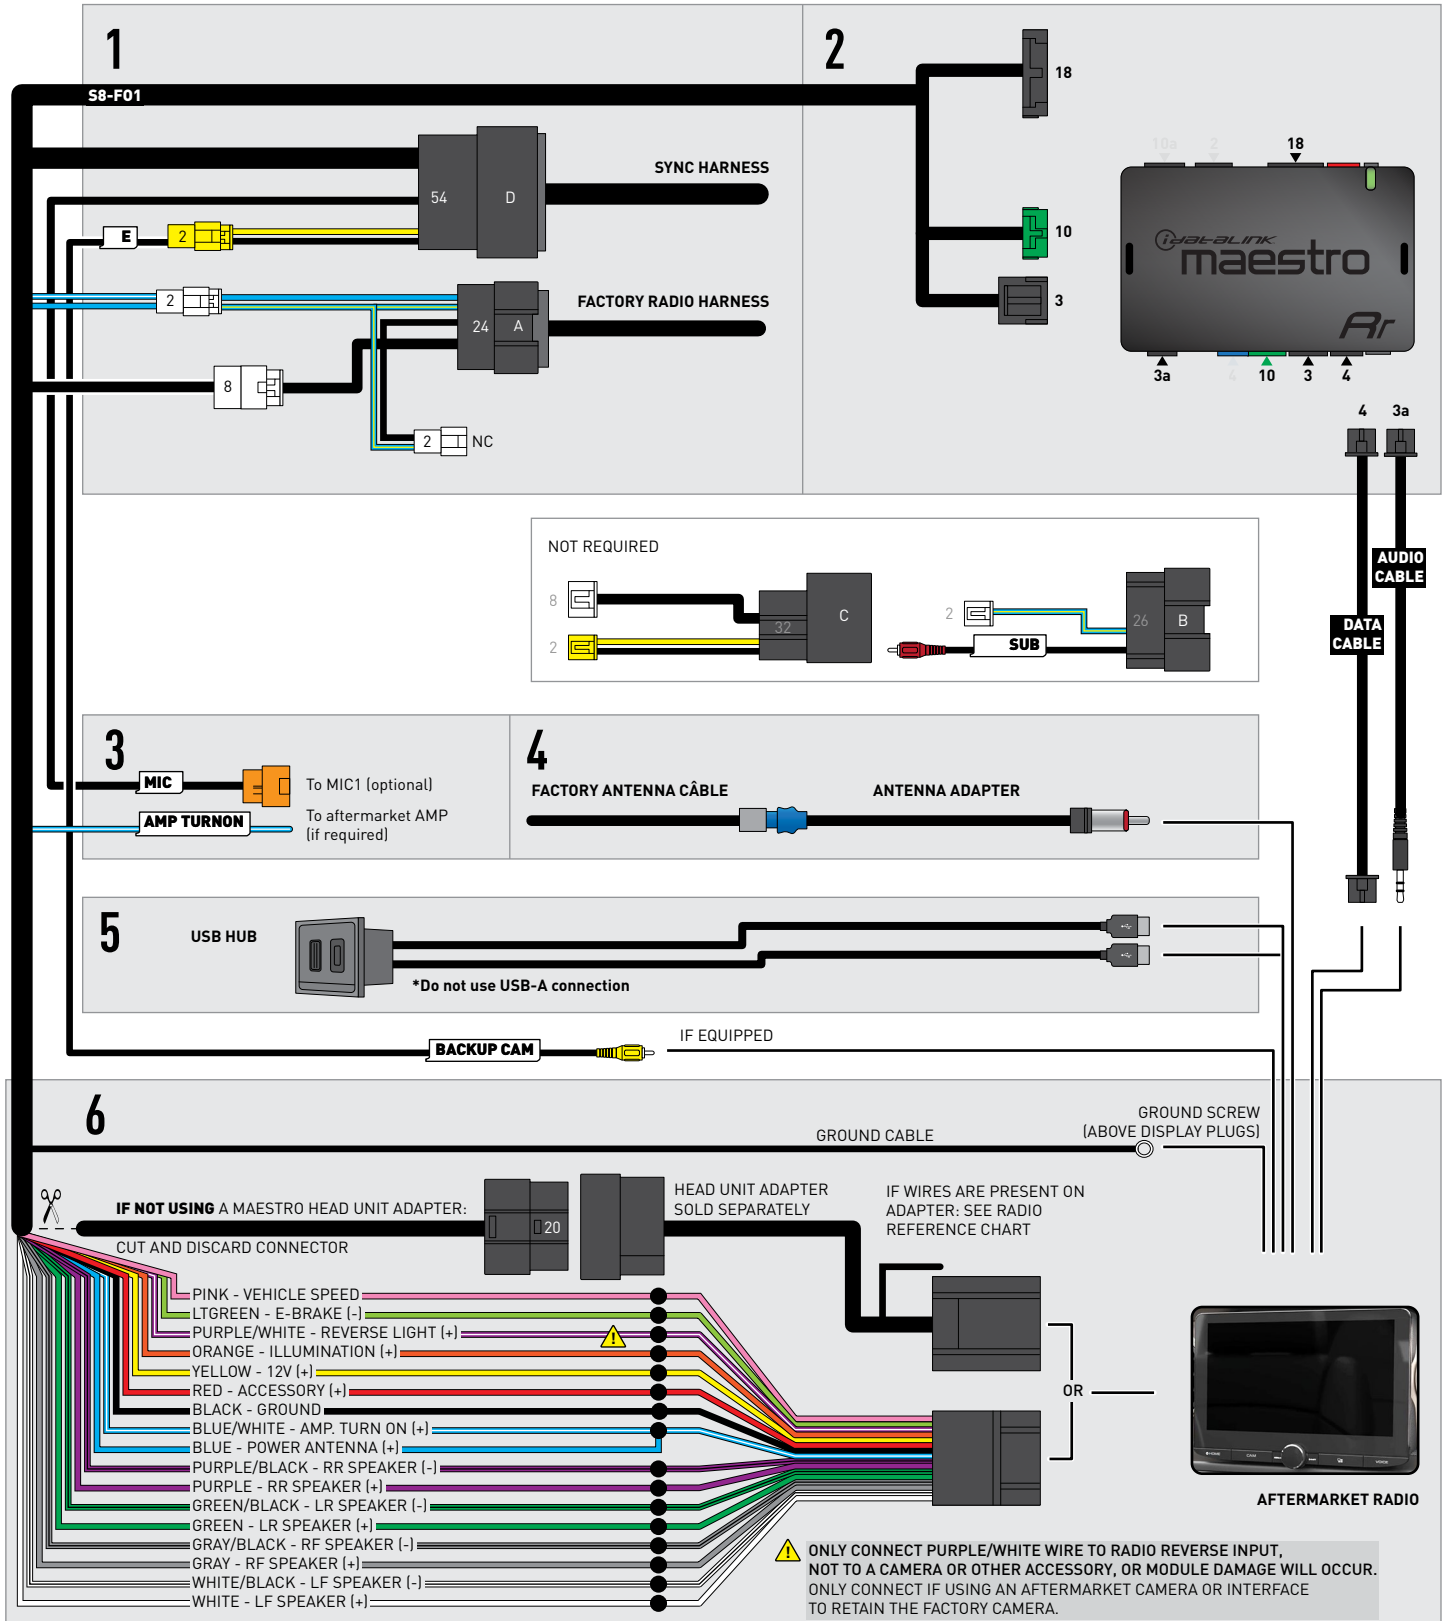 1
2
S8-F01
18
SYNC HARNESS
54
D
E
2
10
2
FACTORY RADIO HARNESS
24
A
3
8
2
NC
10a
2
18
iDATALINK
maestro
Rr
3a
4
10
3
4
4
3a
AUDIO
CABLE
DATA
CABLE
NOT REQUIRED
8
2
32
C
2
SUB
26
B
3
MIC
To MIC1 (optional)
AMP TURNON
To aftermarket AMP
(if required)
4
FACTORY ANTENNA CÂBLE
ANTENNA ADAPTER
5
USB HUB
*Do not use USB-A connection
BACKUP CAM
IF EQUIPPED
6
GROUND CABLE
GROUND SCREW
(ABOVE DISPLAY PLUGS)
IF NOT USING A MAESTRO HEAD UNIT ADAPTER:
CUT AND DISCARD CONNECTOR
20
HEAD UNIT ADAPTER
SOLD SEPARATELY
IF WIRES ARE PRESENT ON
ADAPTER: SEE RADIO
REFERENCE CHART
PINK - VEHICLE SPEED
LTGREEN - E-BRAKE (-)
PURPLE/WHITE - REVERSE LIGHT (+)
ORANGE - ILLUMINATION (+)
YELLOW - 12V (+)
RED - ACCESSORY (+)
BLACK - GROUND
BLUE/WHITE - AMP. TURN ON (+)
BLUE - POWER ANTENNA (+)
PURPLE/BLACK - RR SPEAKER (-)
PURPLE - RR SPEAKER (+)
GREEN/BLACK - LR SPEAKER (-)
GREEN - LR SPEAKER (+)
GRAY/BLACK - RF SPEAKER (-)
GRAY - RF SPEAKER (+)
WHITE/BLACK - LF SPEAKER (-)
WHITE - LF SPEAKER (+)
OR
AFTERMARKET RADIO
ONLY CONNECT PURPLE/WHITE WIRE TO RADIO REVERSE INPUT,
NOT TO A CAMERA OR OTHER ACCESSORY, OR MODULE DAMAGE WILL OCCUR.
ONLY CONNECT IF USING AN AFTERMARKET CAMERA OR INTERFACE
TO RETAIN THE FACTORY CAMERA.